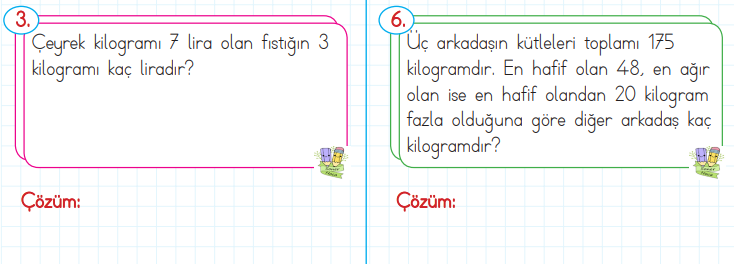 3.
Çeyrek kilogramı 7 lira olan fıstığın 3
kilogramı kaç liradır?
Çözüm:
6.
Üç arkadaşın kütleleri toplamı 175
kilogramdır. En hafif olan 48, en ağır
olan ise en hafif olandan 20 kilogram
fazla olduğuna göre diğer arkadaş kaç
kilogramdır?
Çözüm: